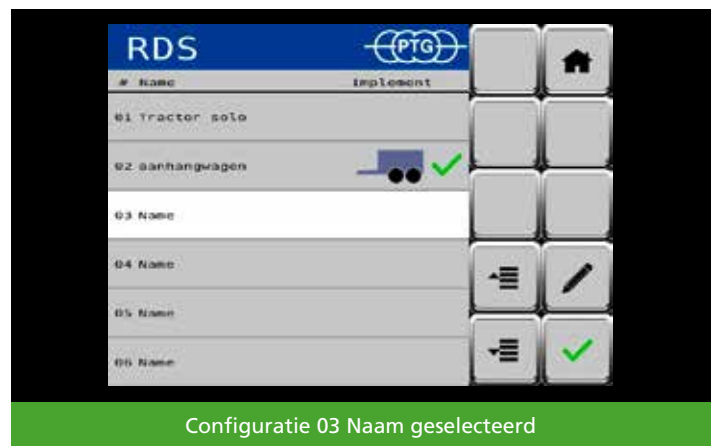 RDS PTG
# Name Implement
01 Tractor solo
02 aanhangwagen
03 Name
04 Name
05 Name
06 Name
Configuratie 03 Naam geselecteerd